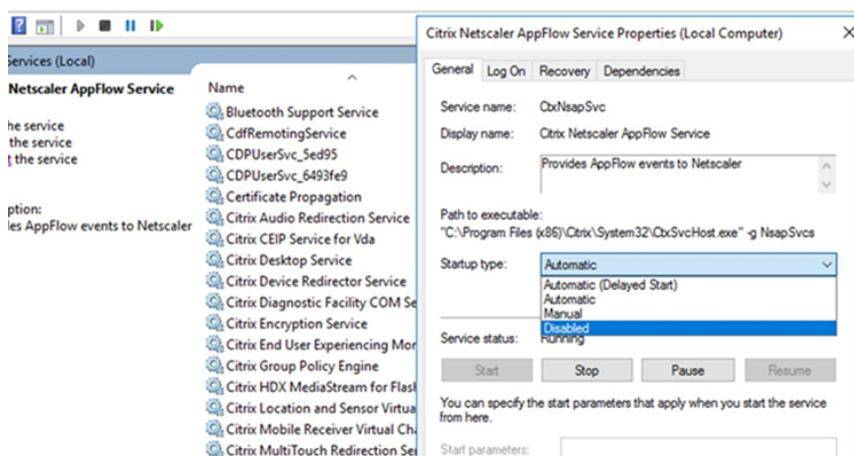 Services (Local)
Netscaler AppFlow Service
he service
the service
t the service
ption:
les AppFlow events to Netscaler
Name
Bluetooth Support Service
CdfRemotingService
CDPUserSvc_5ed95
CDPUserSvc_6493fe9
Certificate Propagation
Citrix Audio Redirection Service
Citrix CEIP Service for Vda
Citrix Desktop Service
Citrix Device Redirector Service
Citrix Diagnostic Facility COM Se
Citrix Encryption Service
Citrix End User Experiencing Mor
Citrix Group Policy Engine
Citrix HDX MediaStream for Flash
Citrix Location and Sensor Virtua
Citrix Mobile Receiver Virtual Cha
Citrix MultiTouch Redirection Ser
Citrix Netscaler AppFlow Service Properties (Local Computer)
General Log On Recovery Dependencies
Service name: CtxNsapSvc
Display name: Citrix Netscaler AppFlow Service
Description: Provides AppFlow events to Netscaler
Path to executable:
"C:\Program Files (x86)\Citrix\System32\CtxSvcHost.exe" -g NsapSvcs
Startup type: Automatic
Automatic (Delayed Start)
Automatic
Manual
Disabled
Service status: Running
Start Stop Pause Resume
You can specify the start parameters that apply when you start the service
from here.
Start parameters: